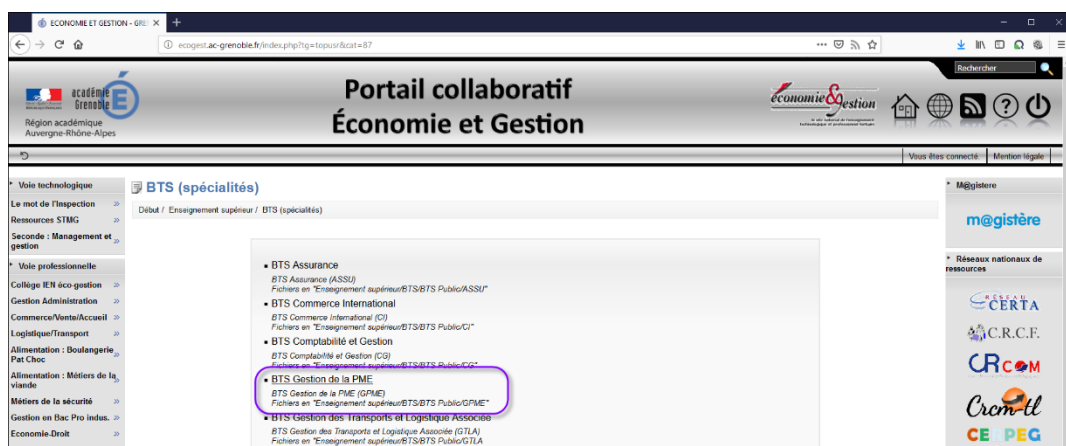 ECONOMIE ET GESTION - GRE
ecogest.ac-grenoble.fr/index.php?tg=topusr&cat=87
Rechercher
académie
Grenoble
Région académique
Auvergne-Rhône-Alpes
Portail collaboratif
Économie et Gestion
économie&gestion
Vous êtes connecté
Mention légale
Voie technologique
Le mot de l'Inspection »
Ressources STMG »
Seconde : Management et »
gestion
Voie professionnelle
Collège IEN éco-gestion »
Gestion Administration »
Commerce/Vente/Accueil »
Logistique/Transport »
Alimentation : Boulangerie »
Pat Choc
Alimentation : Métiers de la »
viande
Métiers de la sécurité »
Gestion en Bac Pro indus. »
Economie-Droit »
BTS (spécialités)
Début / Enseignement supérieur / BTS (spécialités)
BTS Assurance
BTS Assurance (ASSU)
Fichiers en "Enseignement supérieur/BTS/BTS Public/ASSU"
BTS Commerce International
BTS Commerce International (CI)
Fichiers en "Enseignement supérieur/BTS/BTS Public/CI"
BTS Comptabilité et Gestion
BTS Comptabilité et Gestion (CG)
Fichiers en "Enseignement supérieur/BTS/BTS Public/CG"
BTS Gestion de la PME
BTS Gestion de la PME (GPME)
Fichiers en "Enseignement supérieur/BTS/BTS Public/GPME"
BTS Gestion des Transports et Logistique Associée
BTS Gestion des Transports et Logistique Associée (GTLA)
Fichiers en "Enseignement supérieur/BTS/BTS Public/GTLA
M@gistere
m@gistère
Réseaux nationaux de
ressources
RÉSEAU
CERTA
C.R.C.F.
CRCOM
Crcm-tl